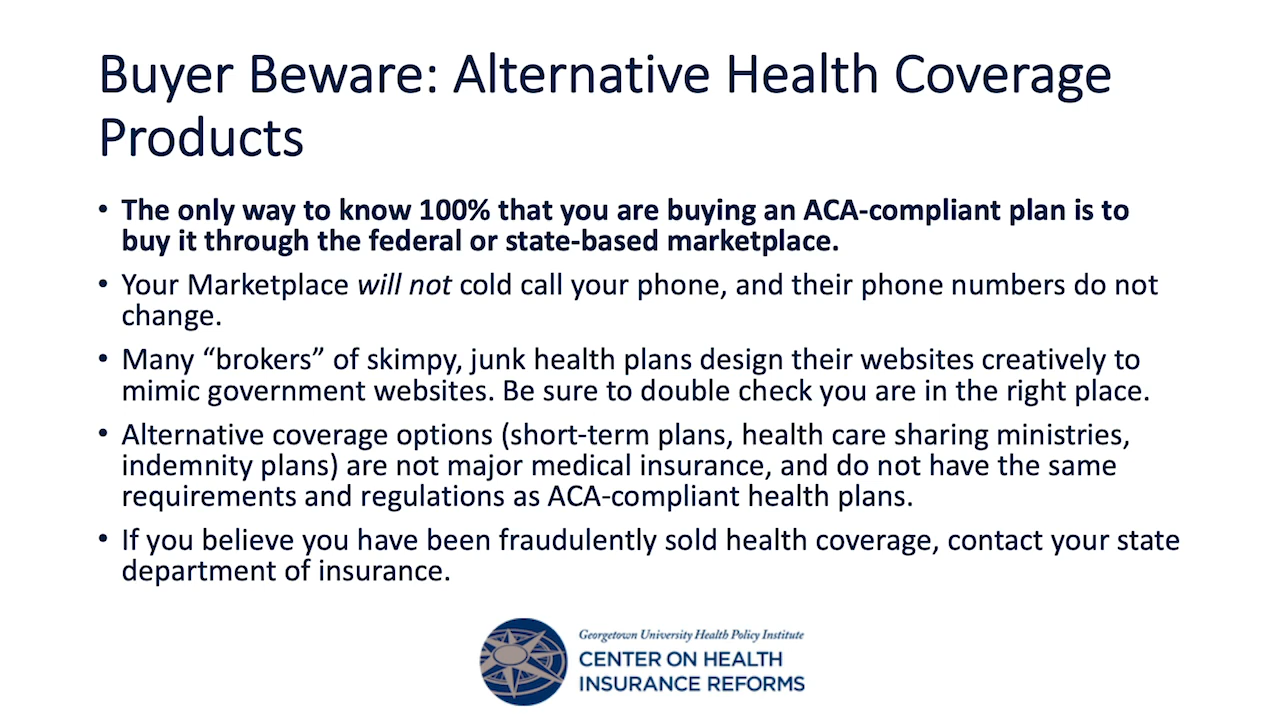 Buyer Beware: Alternative Health Coverage
Products
• The only way to know 100% that you are buying an ACA-compliant plan is to
buy it through the federal or state-based marketplace.
• Your Marketplace will not cold call your phone, and their phone numbers do not
change.
• Many “brokers” of skimpy, junk health plans design their websites creatively to
mimic government websites. Be sure to double check you are in the right place.
• Alternative coverage options (short-term plans, health care sharing ministries,
indemnity plans) are not major medical insurance, and do not have the same
requirements and regulations as ACA-compliant health plans.
• If you believe you have been fraudulently sold health coverage, contact your state
department of insurance.
Georgetown University Health Policy Institute
CENTER ON HEALTH
INSURANCE REFORMS